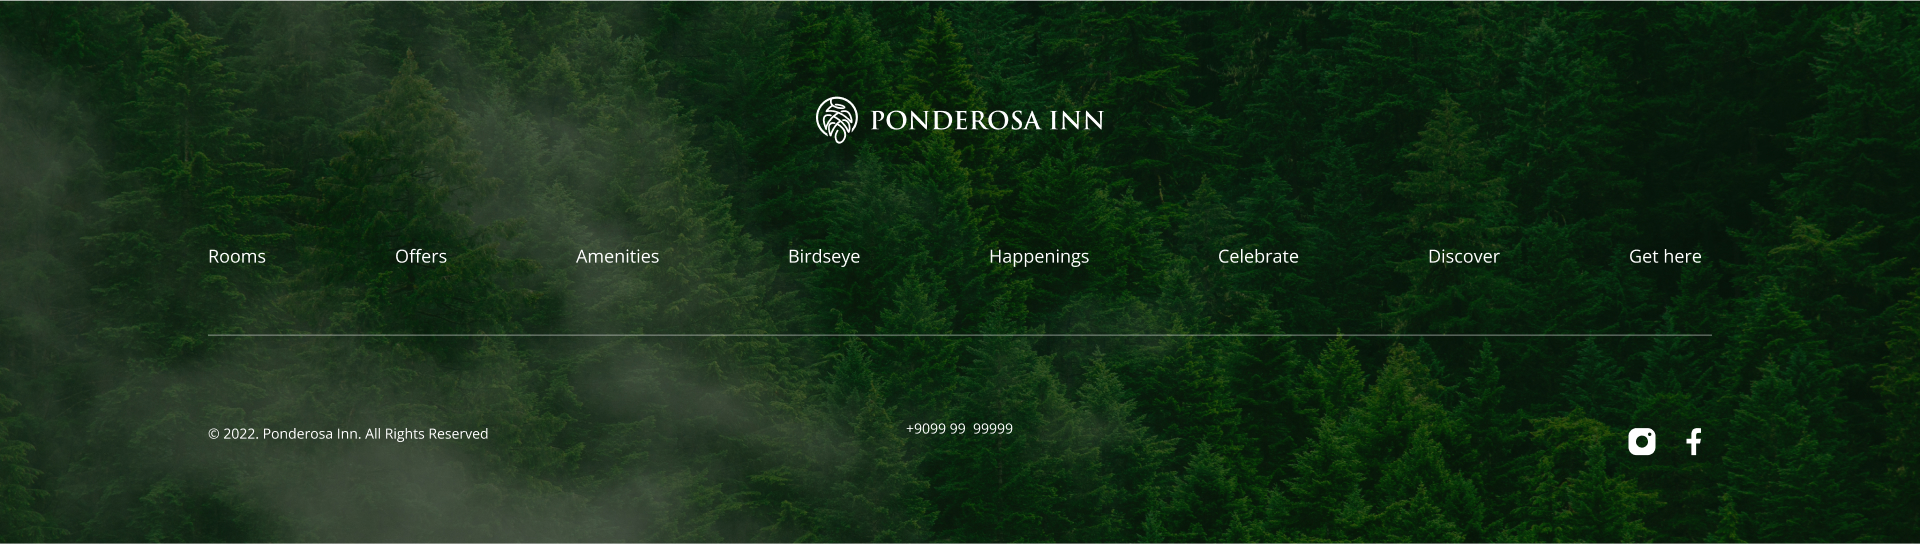 PONDEROSA INN
Rooms Offers Amenities Birdseye Happenings Celebrate Discover Get here
© 2022. Ponderosa Inn. All Rights Reserved +9099 99 99999